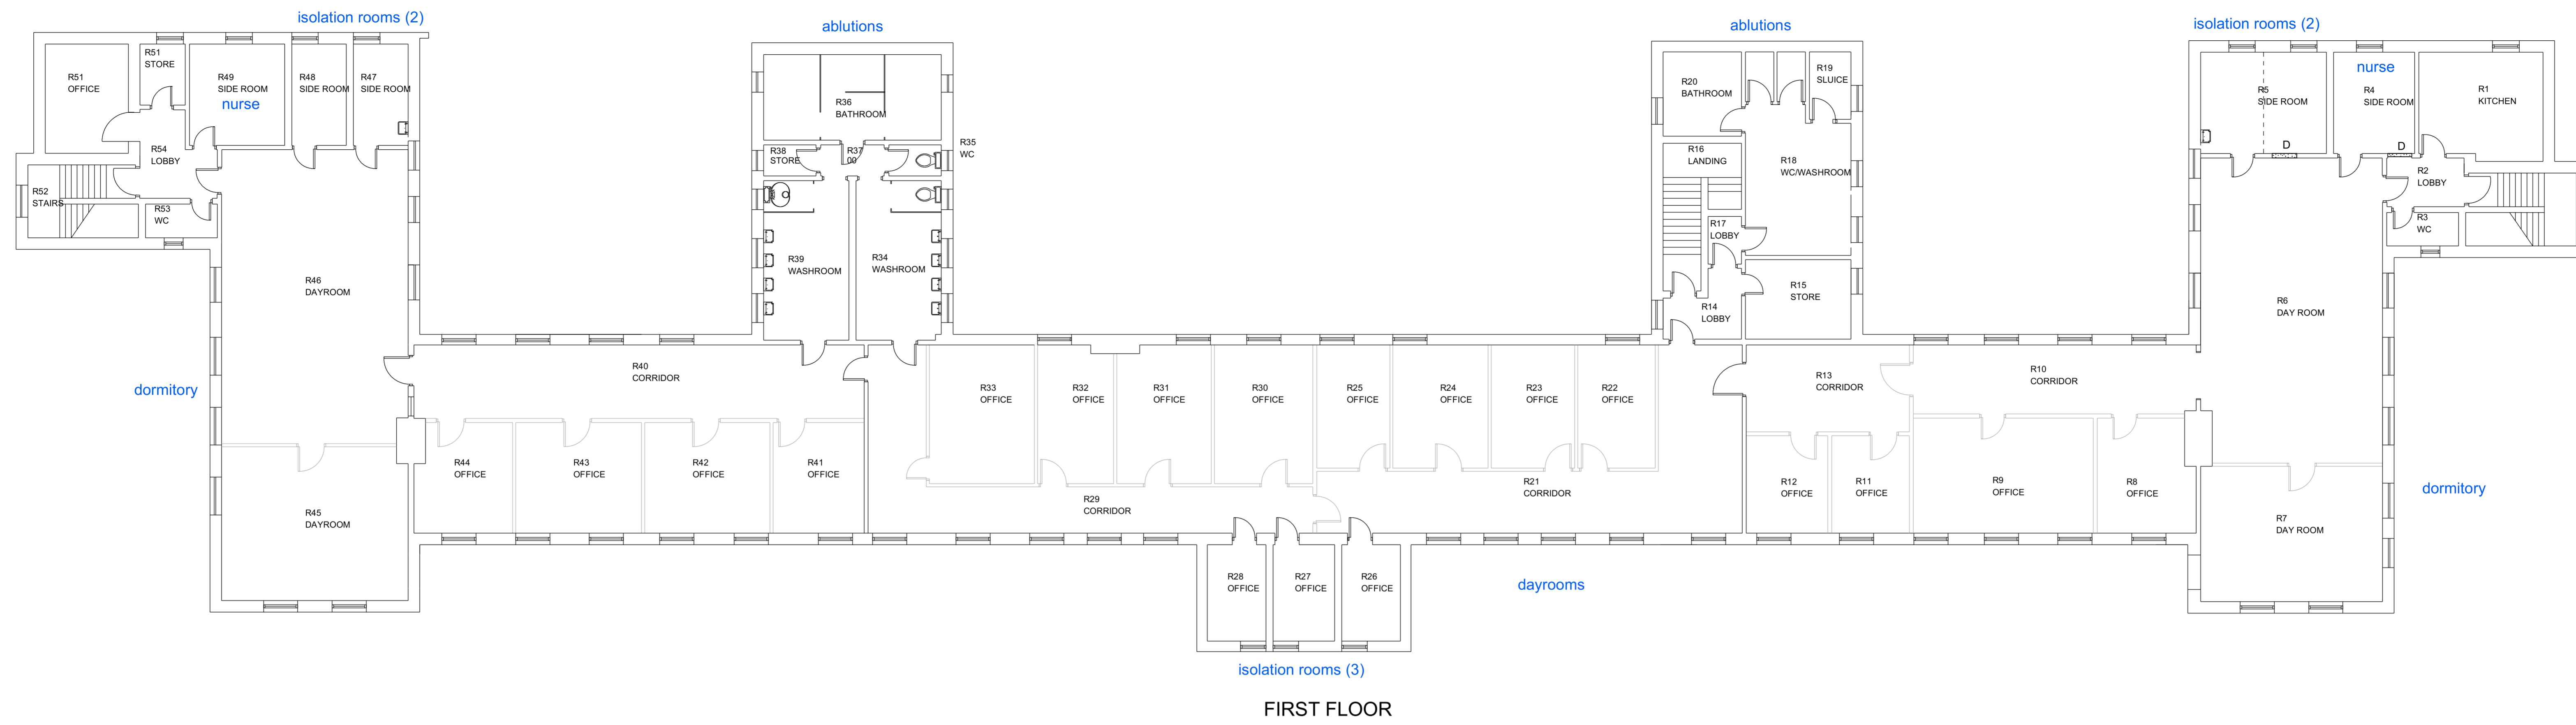 isolation rooms (2)
ablutions
ablutions
isolation rooms (2)
R51
OFFICE
R51
STORE
R49
SIDE ROOM
nurse
R48
SIDE ROOM
R47
SIDE ROOM
R54
LOBBY
R52
STAIRS
R53
WC
R46
DAYROOM
dormitory
R45
DAYROOM
R36
BATHROOM
R38
STORE
R37
00
R35
WC
R39
WASHROOM
R34
WASHROOM
R40
CORRIDOR
R44
OFFICE
R43
OFFICE
R42
OFFICE
R41
OFFICE
R33
OFFICE
R32
OFFICE
R31
OFFICE
R30
OFFICE
R25
OFFICE
R24
OFFICE
R23
OFFICE
R22
OFFICE
R29
CORRIDOR
R21
CORRIDOR
R28
OFFICE
R27
OFFICE
R26
OFFICE
dayrooms
isolation rooms (3)
R20
BATHROOM
R19
SLUICE
R16
LANDING
R18
WC/WASHROOM
R17
LOBBY
R15
STORE
R14
LOBBY
R13
CORRIDOR
R10
CORRIDOR
R12
OFFICE
R11
OFFICE
R9
OFFICE
R8
OFFICE
R5
SIDE ROOM
D
nurse
R4
SIDE ROOM
D
R1
KITCHEN
R2
LOBBY
R3
WC
R6
DAY ROOM
dormitory
R7
DAY ROOM
FIRST FLOOR